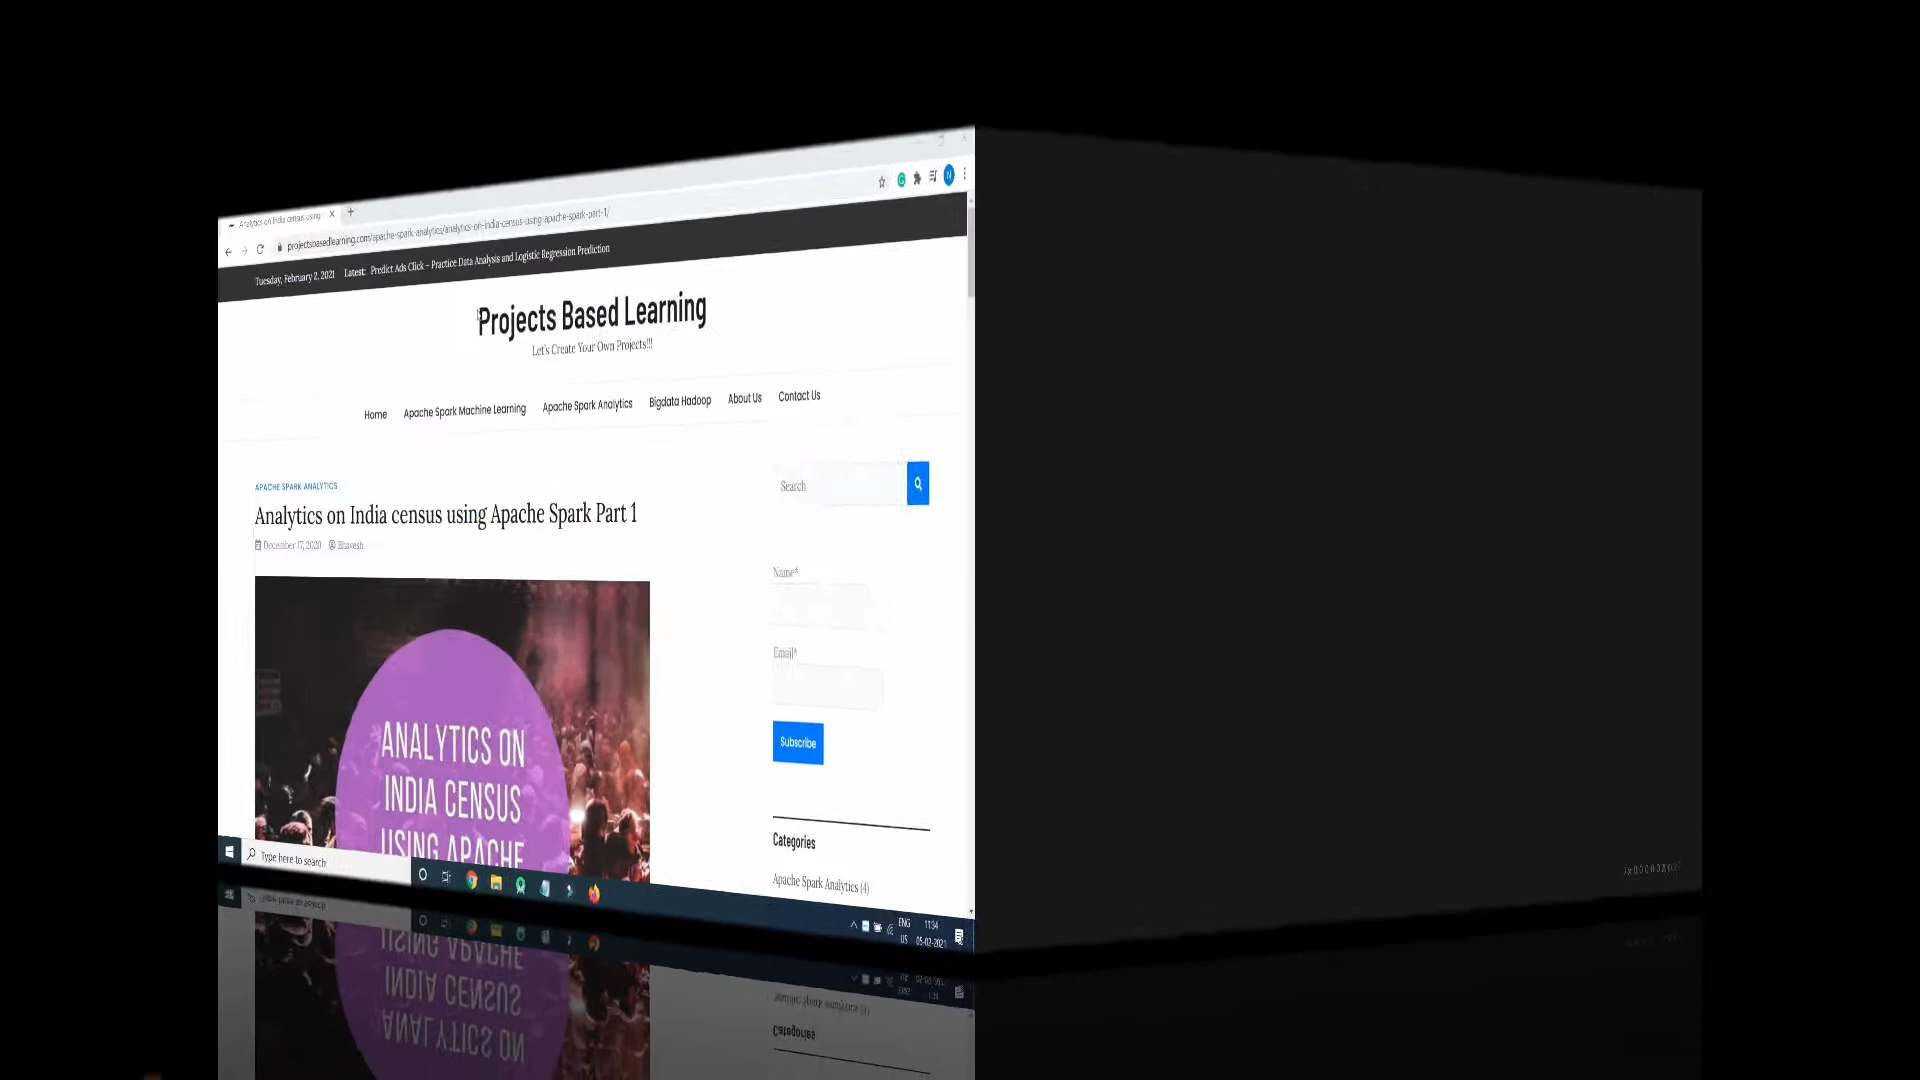 Analytics on India census using
projectsbasedlearning.com/apache-spark-analytics/analytics-on-india-census-using-apache-spark-part-1/
N
Tuesday, February 2, 2021 Latest: Predict Ads Click – Practice Data Analysis and Logistic Regression Prediction
Projects Based Learning
Let's Create Your Own Projects!!!
Home Apache Spark Machine Learning Apache Spark Analytics Bigdata Hadoop About Us Contact Us
APACHE SPARK ANALYTICS
Search
Analytics on India census using Apache Spark Part 1
December 17, 2020 Bhavesh
Name*
Email*
ANALYTICS ON
INDIA CENSUS
USING APACHE
Subscribe
Categories
Apache Spark Analytics (4)
Type here to search
ENG
US
11:34
05-02-2021